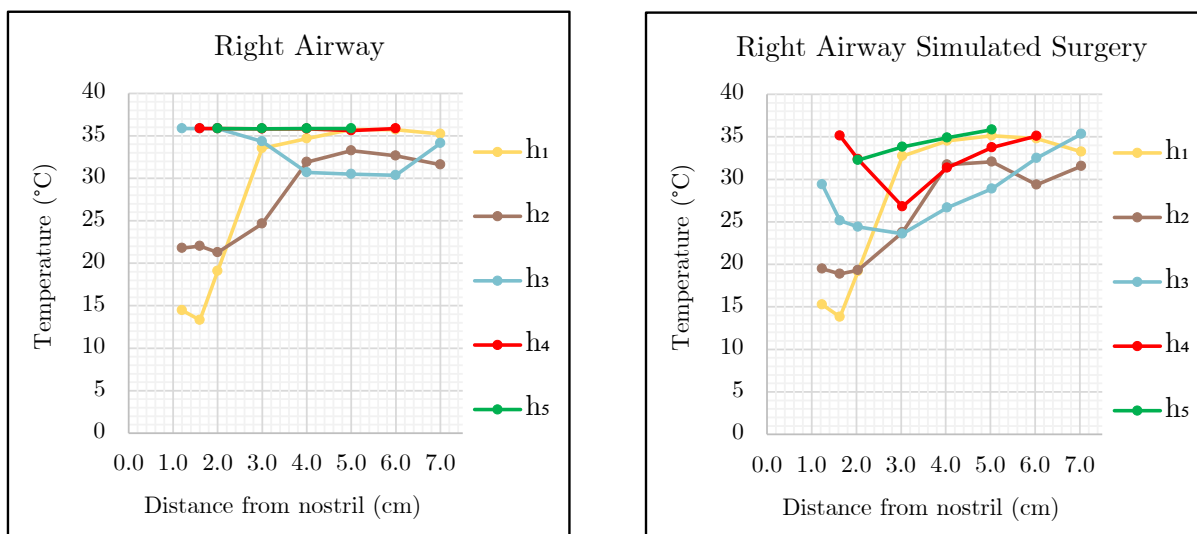 Right Airway
40
35
30
25
20
15
10
5
0
Temperature (°C)
0.0 1.0 2.0 3.0 4.0 5.0 6.0 7.0
Distance from nostril (cm)
h₁
h₂
h₃
h₄
h₅
Right Airway Simulated Surgery
40
35
30
25
20
15
10
5
0
Temperature (°C)
0.0 1.0 2.0 3.0 4.0 5.0 6.0 7.0
Distance from nostril (cm)
h₁
h₂
h₃
h₄
h₅